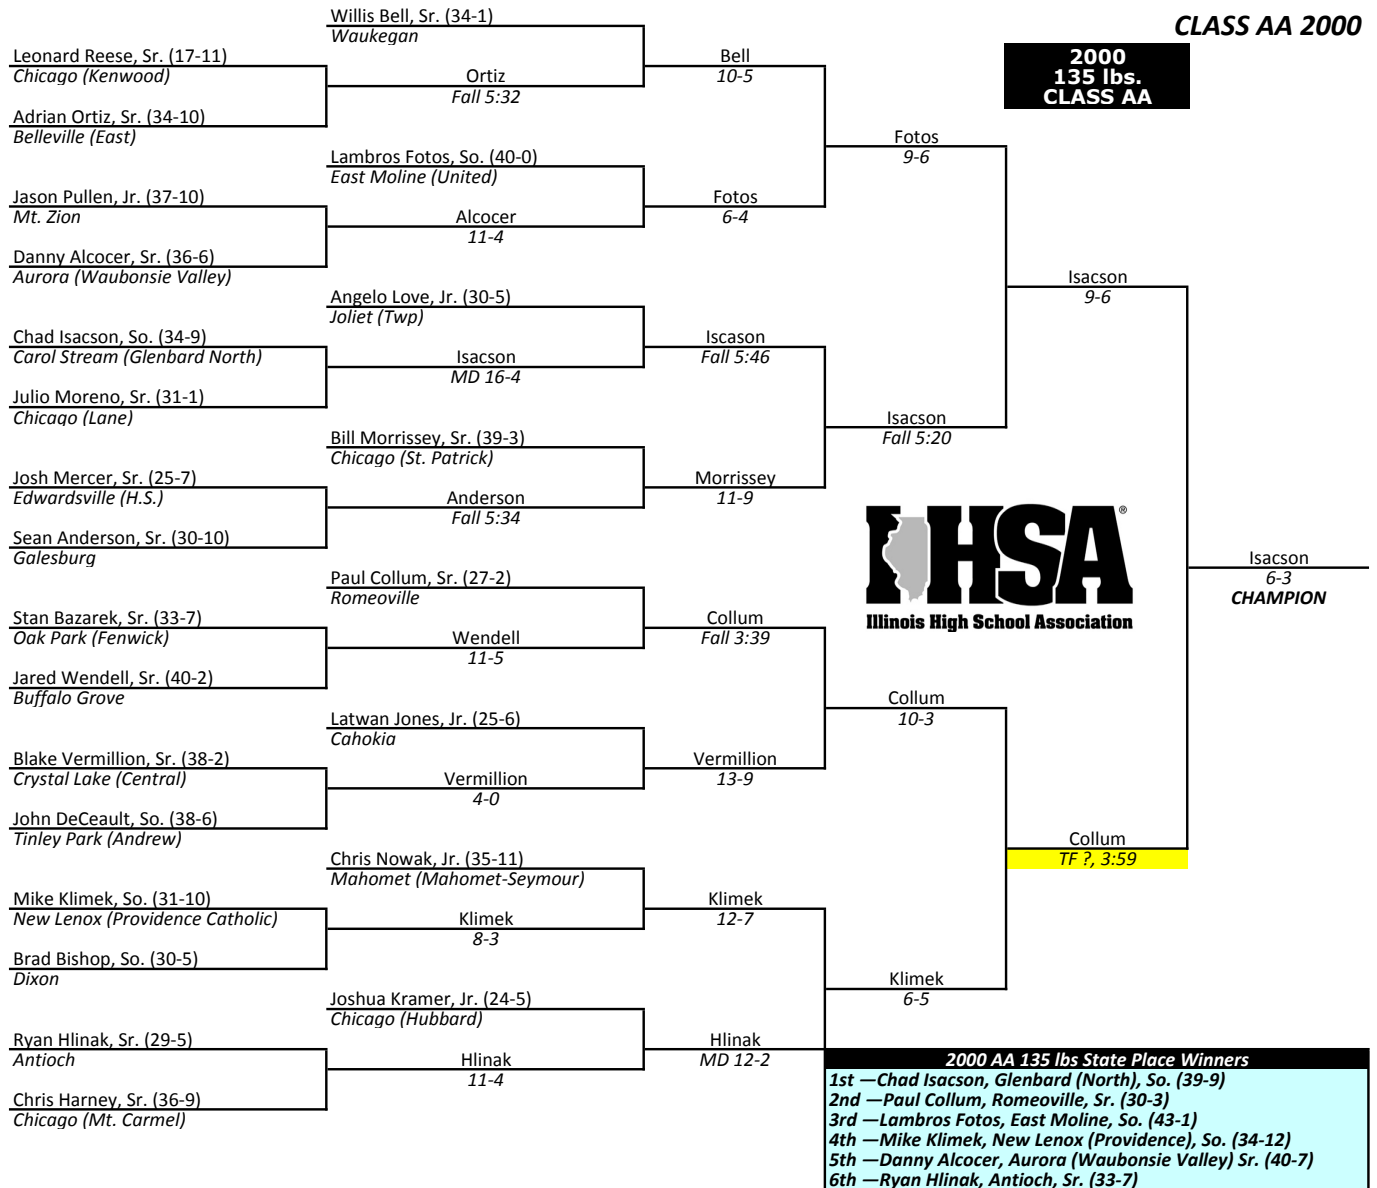 CLASS AA 2000
2000
135 lbs.
CLASS AA
Leonard Reese, Sr. (17-11)
Chicago (Kenwood)
Adrian Ortiz, Sr. (34-10)
Belleville (East)
Jason Pullen, Jr. (37-10)
Mt. Zion
Danny Alcocer, Sr. (36-6)
Aurora (Waubonsie Valley)
Chad Isacson, So. (34-9)
Carol Stream (Glenbard North)
Julio Moreno, Sr. (31-1)
Chicago (Lane)
Josh Mercer, Sr. (25-7)
Edwardsville (H.S.)
Sean Anderson, Sr. (30-10)
Galesburg
Stan Bazarek, Sr. (33-7)
Oak Park (Fenwick)
Jared Wendell, Sr. (40-2)
Buffalo Grove
Blake Vermillion, Sr. (38-2)
Crystal Lake (Central)
John DeCeault, So. (38-6)
Tinley Park (Andrew)
Mike Klimek, So. (31-10)
New Lenox (Providence Catholic)
Brad Bishop, So. (30-5)
Dixon
Ryan Hlinak, Sr. (29-5)
Antioch
Chris Harney, Sr. (36-9)
Chicago (Mt. Carmel)
Willis Bell, Sr. (34-1)
Waukegan
Ortiz
Fall 5:32
Lambros Fotos, So. (40-0)
East Moline (United)
Alcocer
11-4
Angelo Love, Jr. (30-5)
Joliet (Twp)
Isacson
MD 16-4
Bill Morrissey, Sr. (39-3)
Chicago (St. Patrick)
Anderson
Fall 5:34
Paul Collum, Sr. (27-2)
Romeoville
Wendell
11-5
Latwan Jones, Jr. (25-6)
Cahokia
Vermillion
4-0
Chris Nowak, Jr. (35-11)
Mahomet (Mahomet-Seymour)
Klimek
8-3
Joshua Kramer, Jr. (24-5)
Chicago (Hubbard)
Hlinak
11-4
Bell
10-5
Fotos
6-4
Iscason
Fall 5:46
Morrissey
11-9
Collum
Fall 3:39
Vermillion
13-9
Klimek
12-7
Hlinak
MD 12-2
Fotos
9-6
Isacson
Fall 5:20
Collum
10-3
Klimek
6-5
Isacson
9-6
Collum
TF ?, 3:59
Isacson
6-3
CHAMPION
IHSA®
Illinois High School Association
2000 AA 135 lbs State Place Winners
1st —Chad Isacson, Glenbard (North), So. (39-9)
2nd —Paul Collum, Romeoville, Sr. (30-3)
3rd —Lambros Fotos, East Moline, So. (43-1)
4th —Mike Klimek, New Lenox (Providence), So. (34-12)
5th —Danny Alcocer, Aurora (Waubonsie Valley) Sr. (40-7)
6th —Ryan Hlinak, Antioch, Sr. (33-7)